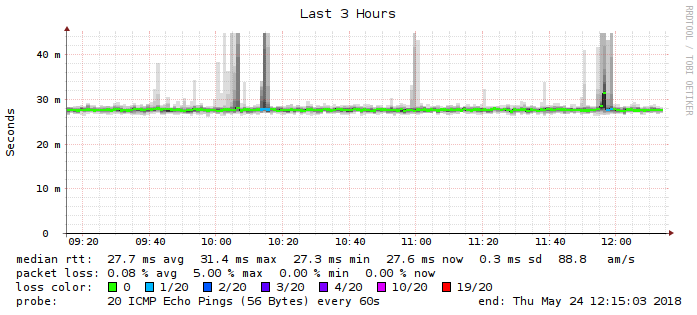 Last 3 Hours
RRDTOOL / TOBI OETIKER
Seconds
40 m
30 m
20 m
10 m
0
09:20 09:40 10:00 10:20 10:40 11:00 11:20 11:40 12:00
median rtt: 27.7 ms avg 31.4 ms max 27.3 ms min 27.6 ms now 0.3 ms sd 88.8 am/s
packet loss: 0.08 % avg 5.00 % max 0.00 % min 0.00 % now
loss color: 0 1/20 2/20 3/20 4/20 10/20 19/20
probe: 20 ICMP Echo Pings (56 Bytes) every 60s end: Thu May 24 12:15:03 2018